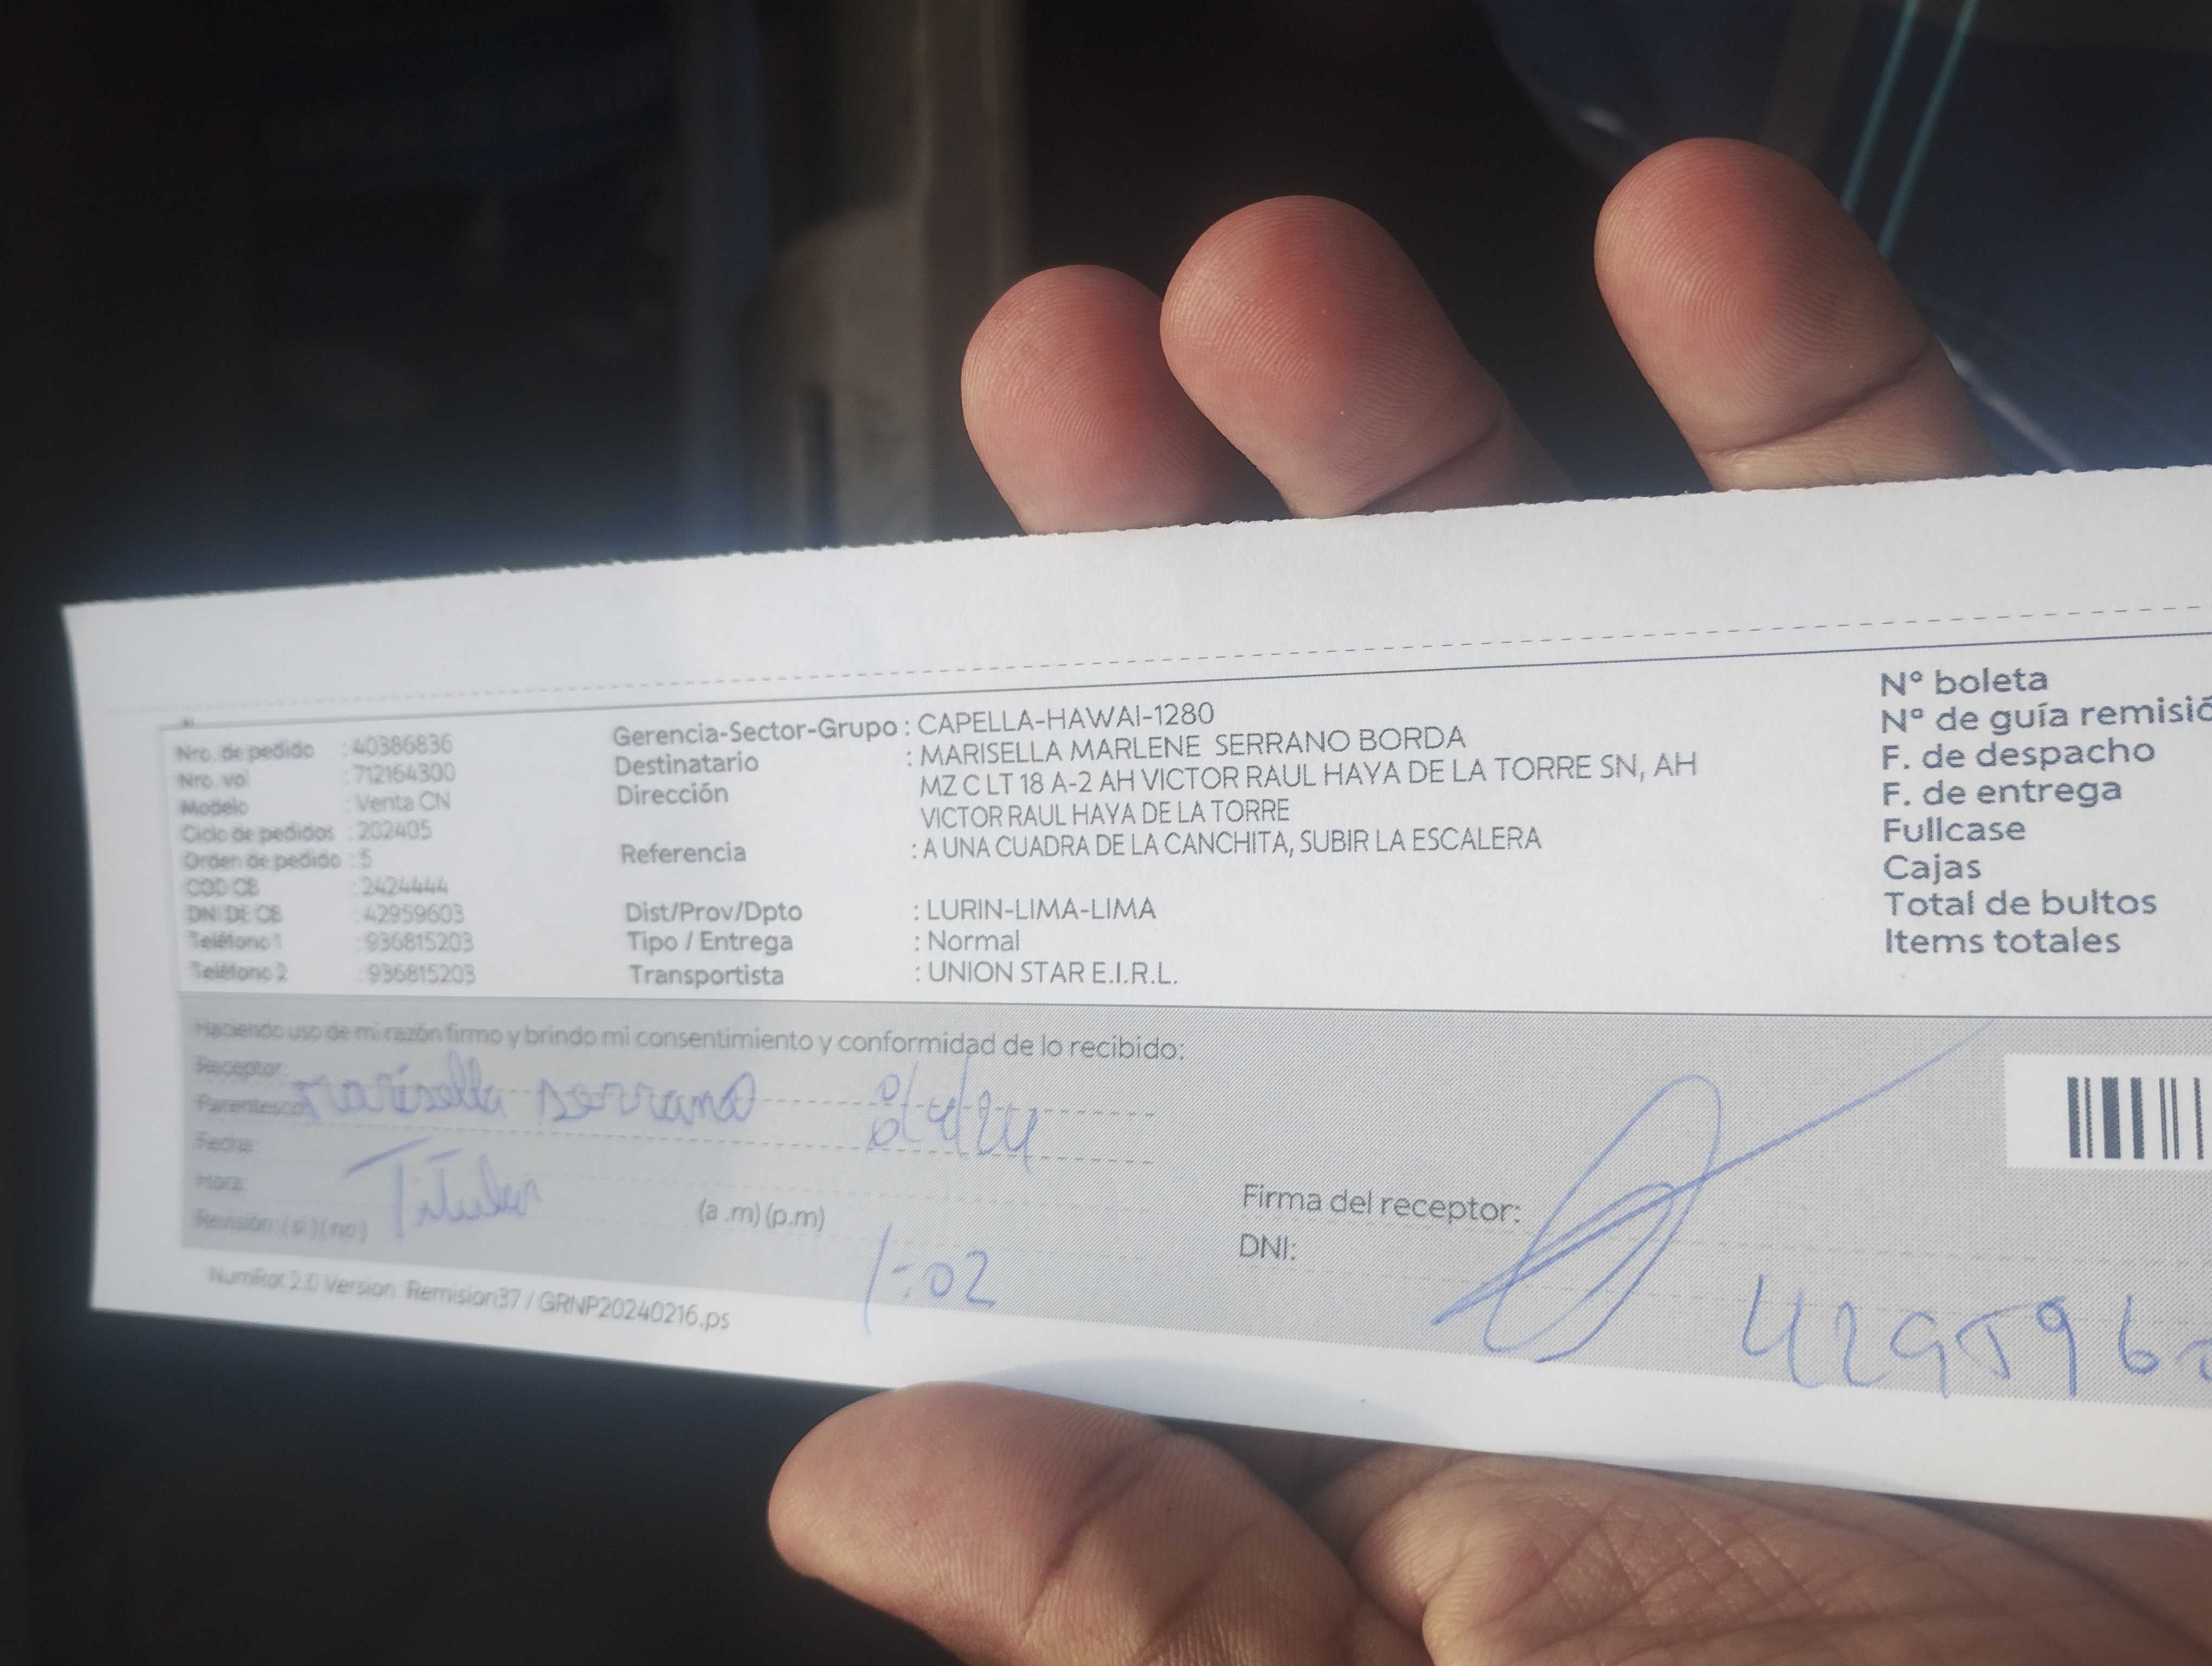 Nro. de pedido : 40386836
Nro. vol : 712164300
Modelo : Venta CN
Ciclo de pedidos : 202405
Orden de pedido : 5
COD CB : 2424444
DNI DE CB : 42959603
Teléfono 1 : 936815203
Teléfono 2 : 936815203
Gerencia-Sector-Grupo : CAPELLA-HAWAI-1280
Destinatario : MARISELLA MARLENE SERRANO BORDA
Dirección MZ C LT 18 A-2 AH VICTOR RAUL HAYA DE LA TORRE SN, AH
VICTOR RAUL HAYA DE LA TORRE
Referencia : A UNA CUADRA DE LA CANCHITA, SUBIR LA ESCALERA
Dist/Prov/Dpto : LURIN-LIMA-LIMA
Tipo / Entrega : Normal
Transportista : UNION STAR E.I.R.L.
Nº boleta
Nº de guía remisió
F. de despacho
F. de entrega
Fullcase
Cajas
Total de bultos
Items totales
Haciendo uso de mi razón firmo y brindo mi consentimiento y conformidad de lo recibido:
Receptor:
Parentesco: Marisella Serrano 8/4/24
Fecha:
Hora: Titular (a .m) (p.m)
Revisión: (si) (no) 1:02
Firma del receptor:
DNI: 4295960
NumRot 2.0 Version: Remision37 / GRNP20240216.ps